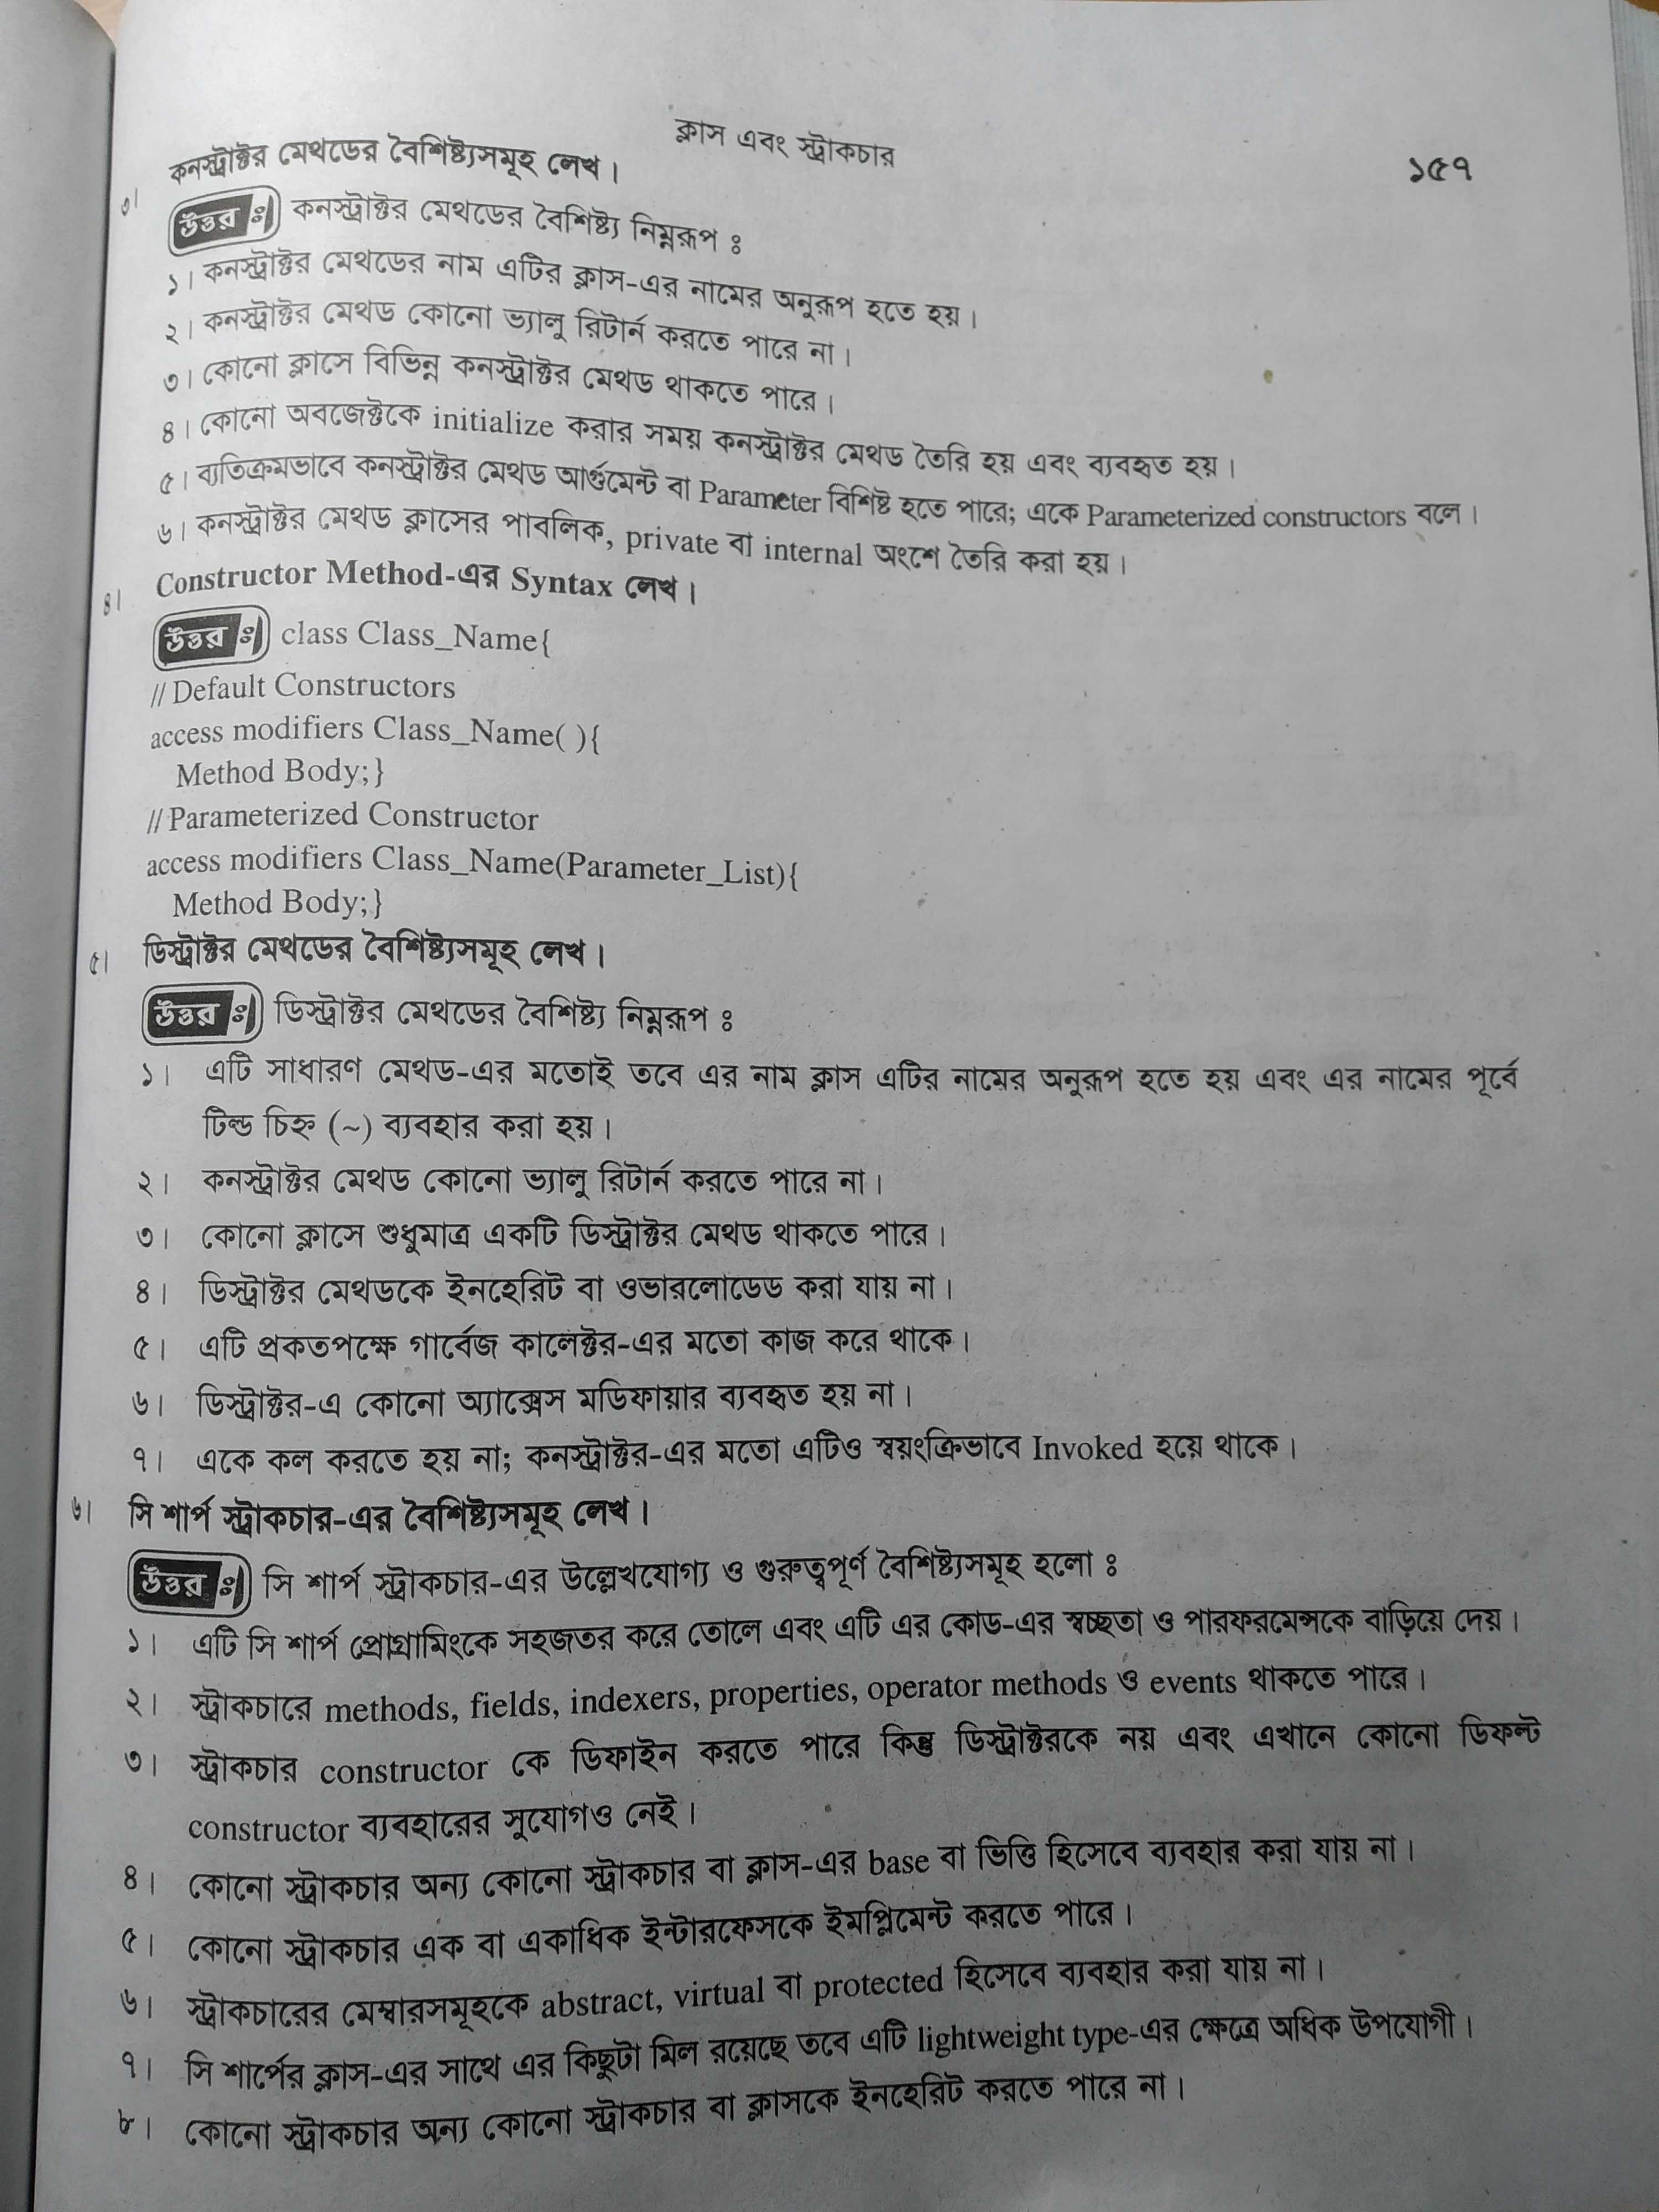 ক্লাস এবং স্ট্রাকচার
১৫৭
৩। কনস্ট্রাক্টর মেথডের বৈশিষ্ট্যসমূহ লেখ।
উত্তর ঃ কনস্ট্রাক্টর মেথডের বৈশিষ্ট্য নিম্নরূপ ঃ
১। কনস্ট্রাক্টর মেথডের নাম এটির ক্লাস-এর নামের অনুরূপ হতে হয়।
২। কনস্ট্রাক্টর মেথড কোনো ভ্যালু রিটার্ন করতে পারে না।
৩। কোনো ক্লাসে বিভিন্ন কনস্ট্রাক্টর মেথড থাকতে পারে।
৪। কোনো অবজেক্টকে initialize করার সময় কনস্ট্রাক্টর মেথড তৈরি হয় এবং ব্যবহৃত হয়।
৫। ব্যতিক্রমভাবে কনস্ট্রাক্টর মেথড আর্গুমেন্ট বা Parameter বিশিষ্ট হতে পারে; একে Parameterized constructors বলে।
৬। কনস্ট্রাক্টর মেথড ক্লাসের পাবলিক, private বা internal অংশে তৈরি করা হয়।
৪। Constructor Method-এর Syntax লেখ।
উত্তর ঃ class Class_Name{
// Default Constructors
access modifiers Class_Name( ){
Method Body;}
// Parameterized Constructor
access modifiers Class_Name(Parameter_List){
Method Body;}
৫। ডিস্ট্রাক্টর মেথডের বৈশিষ্ট্যসমূহ লেখ।
উত্তর ঃ ডিস্ট্রাক্টর মেথডের বৈশিষ্ট্য নিম্নরূপ ঃ
১। এটি সাধারণ মেথড-এর মতোই তবে এর নাম ক্লাস এটির নামের অনুরূপ হতে হয় এবং এর নামের পূর্বে
টিল্ড চিহ্ন (~) ব্যবহার করা হয়।
২। কনস্ট্রাক্টর মেথড কোনো ভ্যালু রিটার্ন করতে পারে না।
৩। কোনো ক্লাসে শুধুমাত্র একটি ডিস্ট্রাক্টর মেথড থাকতে পারে।
৪। ডিস্ট্রাক্টর মেথডকে ইনহেরিট বা ওভারলোডেড করা যায় না।
৫। এটি প্রকতপক্ষে গার্বেজ কালেক্টর-এর মতো কাজ করে থাকে।
৬। ডিস্ট্রাক্টর-এ কোনো অ্যাক্সেস মডিফায়ার ব্যবহৃত হয় না।
৭। একে কল করতে হয় না; কনস্ট্রাক্টর-এর মতো এটিও স্বয়ংক্রিভাবে Invoked হয়ে থাকে।
৬। সি শার্প স্ট্রাকচার-এর বৈশিষ্ট্যসমূহ লেখ।
উত্তর ঃ সি শার্প স্ট্রাকচার-এর উল্লেখযোগ্য ও গুরুত্বপূর্ণ বৈশিষ্ট্যসমূহ হলো ঃ
১। এটি সি শার্প প্রোগ্রামিংকে সহজতর করে তোলে এবং এটি এর কোড-এর স্বচ্ছতা ও পারফরমেন্সকে বাড়িয়ে দেয়।
২। স্ট্রাকচারে methods, fields, indexers, properties, operator methods ও events থাকতে পারে।
৩। স্ট্রাকচার constructor কে ডিফাইন করতে পারে কিন্তু ডিস্ট্রাক্টরকে নয় এবং এখানে কোনো ডিফল্ট
constructor ব্যবহারের সুযোগও নেই।
৪। কোনো স্ট্রাকচার অন্য কোনো স্ট্রাকচার বা ক্লাস-এর base বা ভিত্তি হিসেবে ব্যবহার করা যায় না।
৫। কোনো স্ট্রাকচার এক বা একাধিক ইন্টারফেসকে ইমপ্লিমেন্ট করতে পারে।
৬। স্ট্রাকচারের মেম্বারসমূহকে abstract, virtual বা protected হিসেবে ব্যবহার করা যায় না।
৭। সি শার্পের ক্লাস-এর সাথে এর কিছুটা মিল রয়েছে তবে এটি lightweight type-এর ক্ষেত্রে অধিক উপযোগী।
৮। কোনো স্ট্রাকচার অন্য কোনো স্ট্রাকচার বা ক্লাসকে ইনহেরিট করতে পারে না।